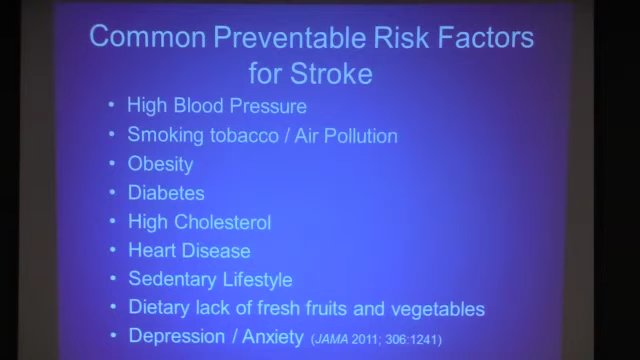 Common Preventable Risk Factors
for Stroke
• High Blood Pressure
• Smoking tobacco / Air Pollution
• Obesity
• Diabetes
• High Cholesterol
• Heart Disease
• Sedentary Lifestyle
• Dietary lack of fresh fruits and vegetables
• Depression / Anxiety (JAMA 2011; 306:1241)